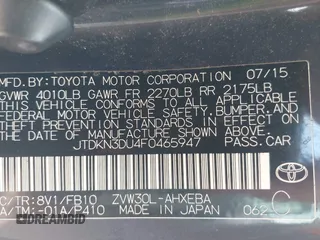 MFD.BY:TOYOTA MOTOR CORPORATION 07/15
GVWR 4010LB GAWR FR 2270LB RR 2175LB
THIS VEHICLE CONFORMS TO ALL APPLICABLE
FEDERAL MOTOR VEHICLE SAFETY, BUMPER, AND
THEFT PREVENTION STANDARDS IN EFFECT ON
THE DATE OF MANUFACTURE SHOWN ABOVE.
JTDKN3DU4F0465947 PASS.CAR
C/TR:8V1/FB10 ZVW30L-AHXEBA
A/TM:-01A/P410 MADE IN JAPAN
C
TOYOTA